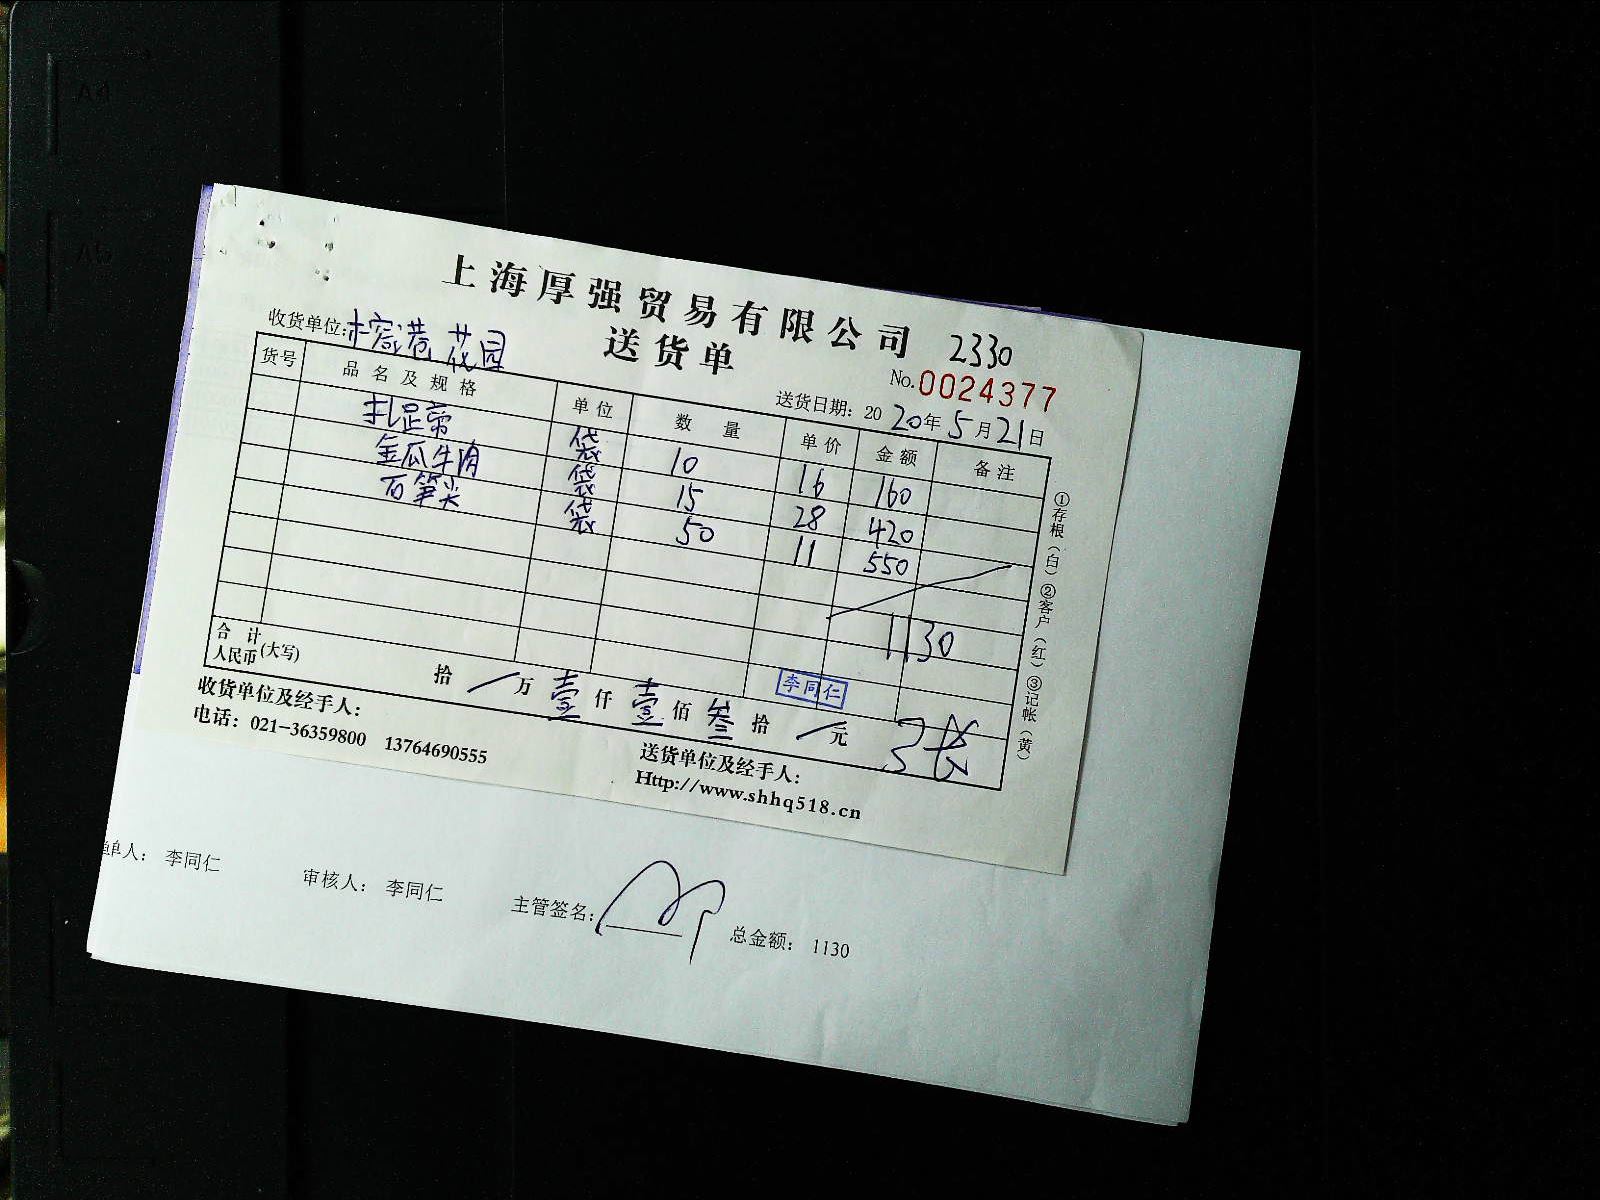 A4
A5
上海厚强贸易有限公司 2330
送货单
No.0024377
收货单位:榕港花园
送货日期: 2020年5月21日
货号 品名及规格 单位 数量 单价 金额 备注
袋 10 16 160
金瓜牛肉 袋 15 28 420
石笋尖 袋 50 11 550
1130
合计
人民币(大写) 拾 / 万 壹 仟 壹 佰 叁 拾 / 元
李同仁
收货单位及经手人:
电话: 021-36359800 13764690555
送货单位及经手人:
Http://www.shhq518.cn
①存根(白)②客户(红)③记帐(黄)
单人: 李同仁 审核人: 李同仁 主管签名: 总金额: 1130